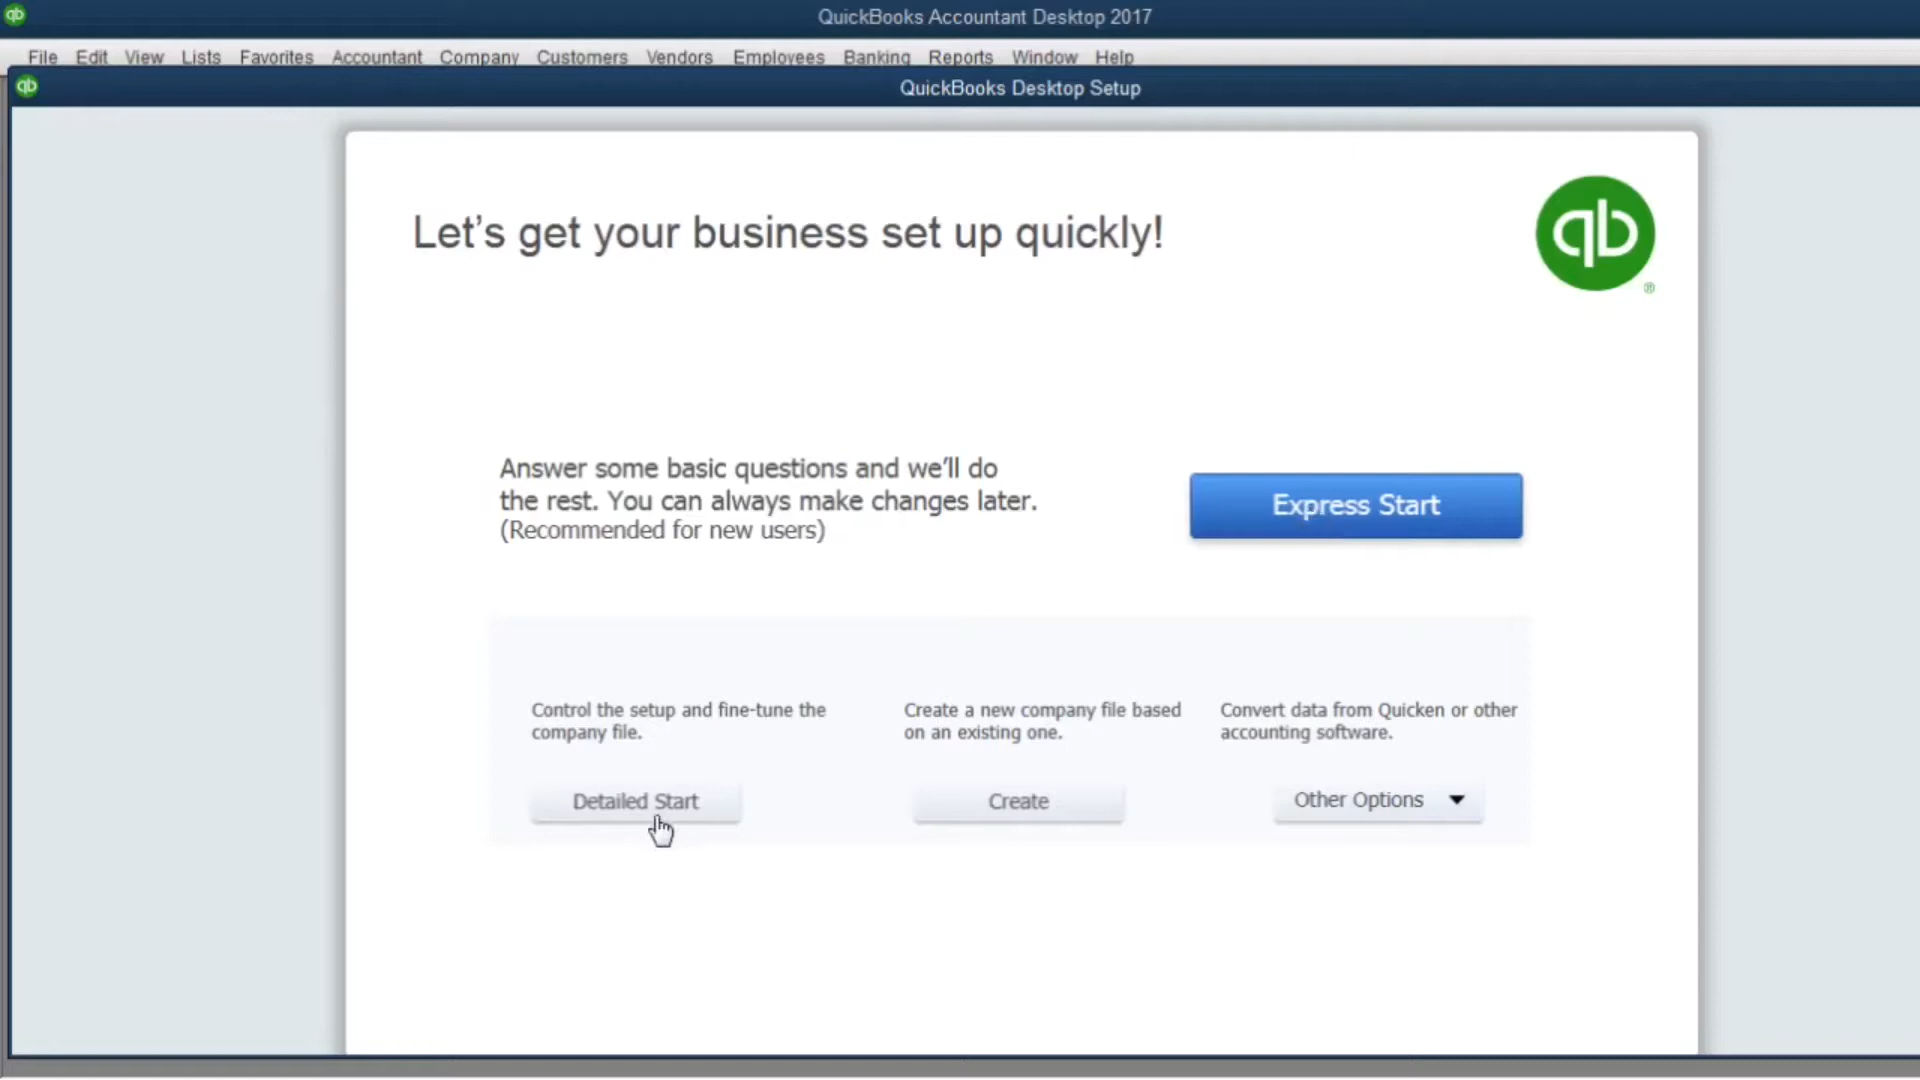 qb QuickBooks Accountant Desktop 2017
File Edit View Lists Favorites Accountant Company Customers Vendors Employees Banking Reports Window Help
qb QuickBooks Desktop Setup
Let’s get your business set up quickly!
qb
®
Answer some basic questions and we’ll do
the rest. You can always make changes later.
(Recommended for new users)
Express Start
Control the setup and fine-tune the
company file.
Detailed Start
Create a new company file based
on an existing one.
Create
Convert data from Quicken or other
accounting software.
Other Options